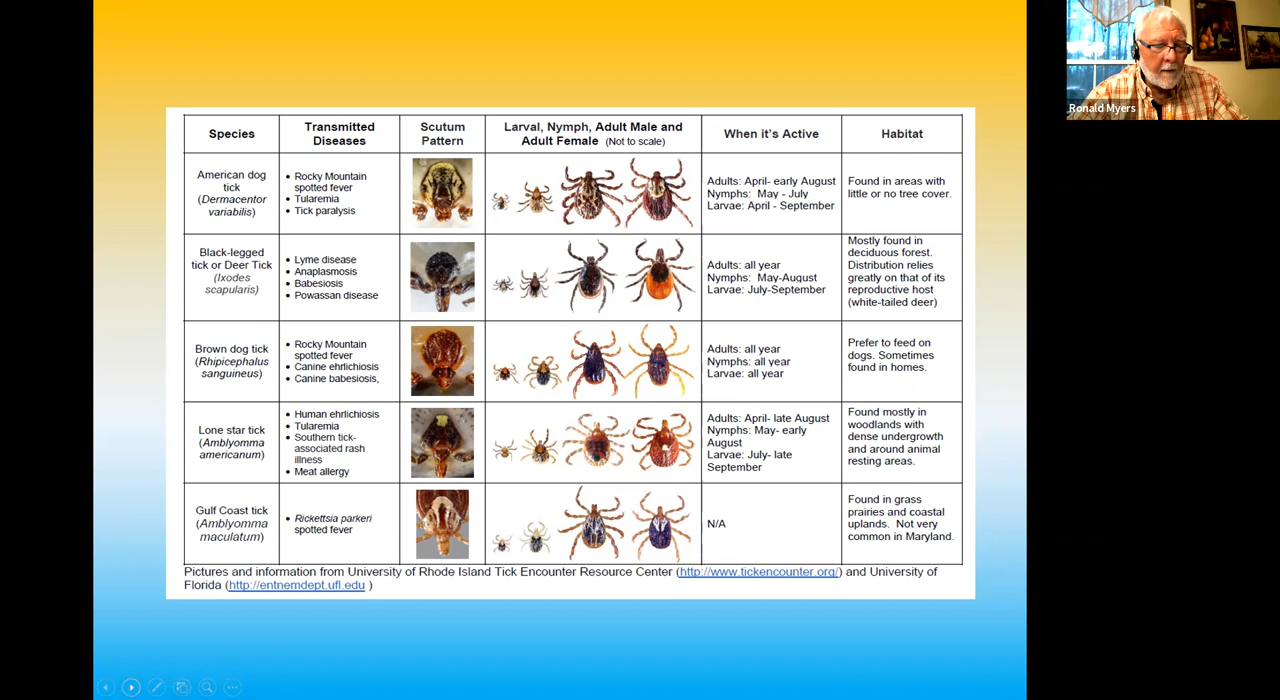 Ronald Myers
Species
Transmitted
Diseases
Scutum
Pattern
Larval, Nymph, Adult Male and
Adult Female (Not to scale)
When it's Active
Habitat
American dog
tick
(Dermacentor
variabilis)
• Rocky Mountain
spotted fever
• Tularemia
• Tick paralysis
Adults: April- early August
Nymphs: May - July
Larvae: April - September
Found in areas with
little or no tree cover.
Black-legged
tick or Deer Tick
(Ixodes
scapularis)
• Lyme disease
• Anaplasmosis
• Babesiosis
• Powassan disease
Adults: all year
Nymphs: May-August
Larvae: July-September
Mostly found in
deciduous forest.
Distribution relies
greatly on that of its
reproductive host
(white-tailed deer)
Brown dog tick
(Rhipicephalus
sanguineus)
• Rocky Mountain
spotted fever
• Canine ehrlichiosis
• Canine babesiosis,
Adults: all year
Nymphs: all year
Larvae: all year
Prefer to feed on
dogs. Sometimes
found in homes.
Lone star tick
(Amblyomma
americanum)
• Human ehrlichiosis
• Tularemia
• Southern tick-
associated rash
illness
• Meat allergy
Adults: April- late August
Nymphs: May- early
August
Larvae: July- late
September
Found mostly in
woodlands with
dense undergrowth
and around animal
resting areas.
Gulf Coast tick
(Amblyomma
maculatum)
• Rickettsia parkeri
spotted fever
N/A
Found in grass
prairies and coastal
uplands. Not very
common in Maryland.
Pictures and information from University of Rhode Island Tick Encounter Resource Center (http://www.tickencounter.org/) and University of
Florida (http://entnemdept.ufl.edu )